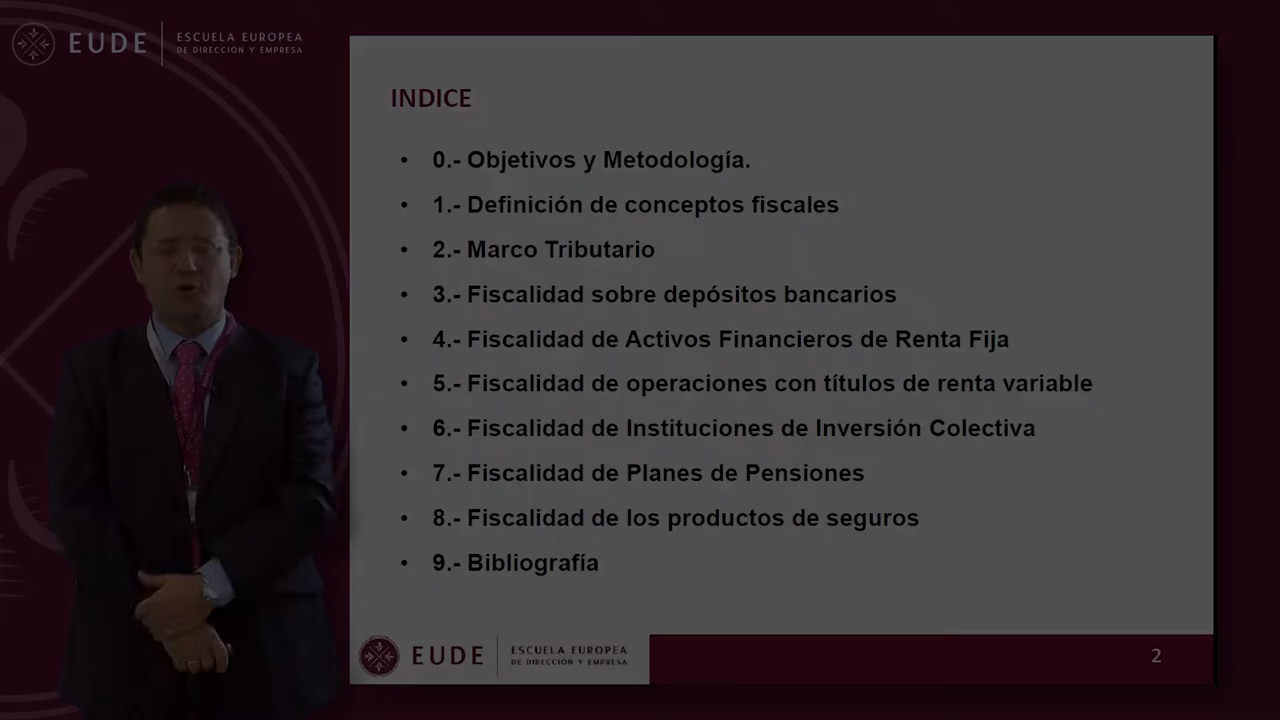 EUDE
ESCUELA EUROPEA
DE DIRECCIÓN Y EMPRESA
INDICE
• 0.- Objetivos y Metodología.
• 1.- Definición de conceptos fiscales
• 2.- Marco Tributario
• 3.- Fiscalidad sobre depósitos bancarios
• 4.- Fiscalidad de Activos Financieros de Renta Fija
• 5.- Fiscalidad de operaciones con títulos de renta variable
• 6.- Fiscalidad de Instituciones de Inversión Colectiva
• 7.- Fiscalidad de Planes de Pensiones
• 8.- Fiscalidad de los productos de seguros
• 9.- Bibliografía
EUDE
ESCUELA EUROPEA
DE DIRECCIÓN Y EMPRESA
2